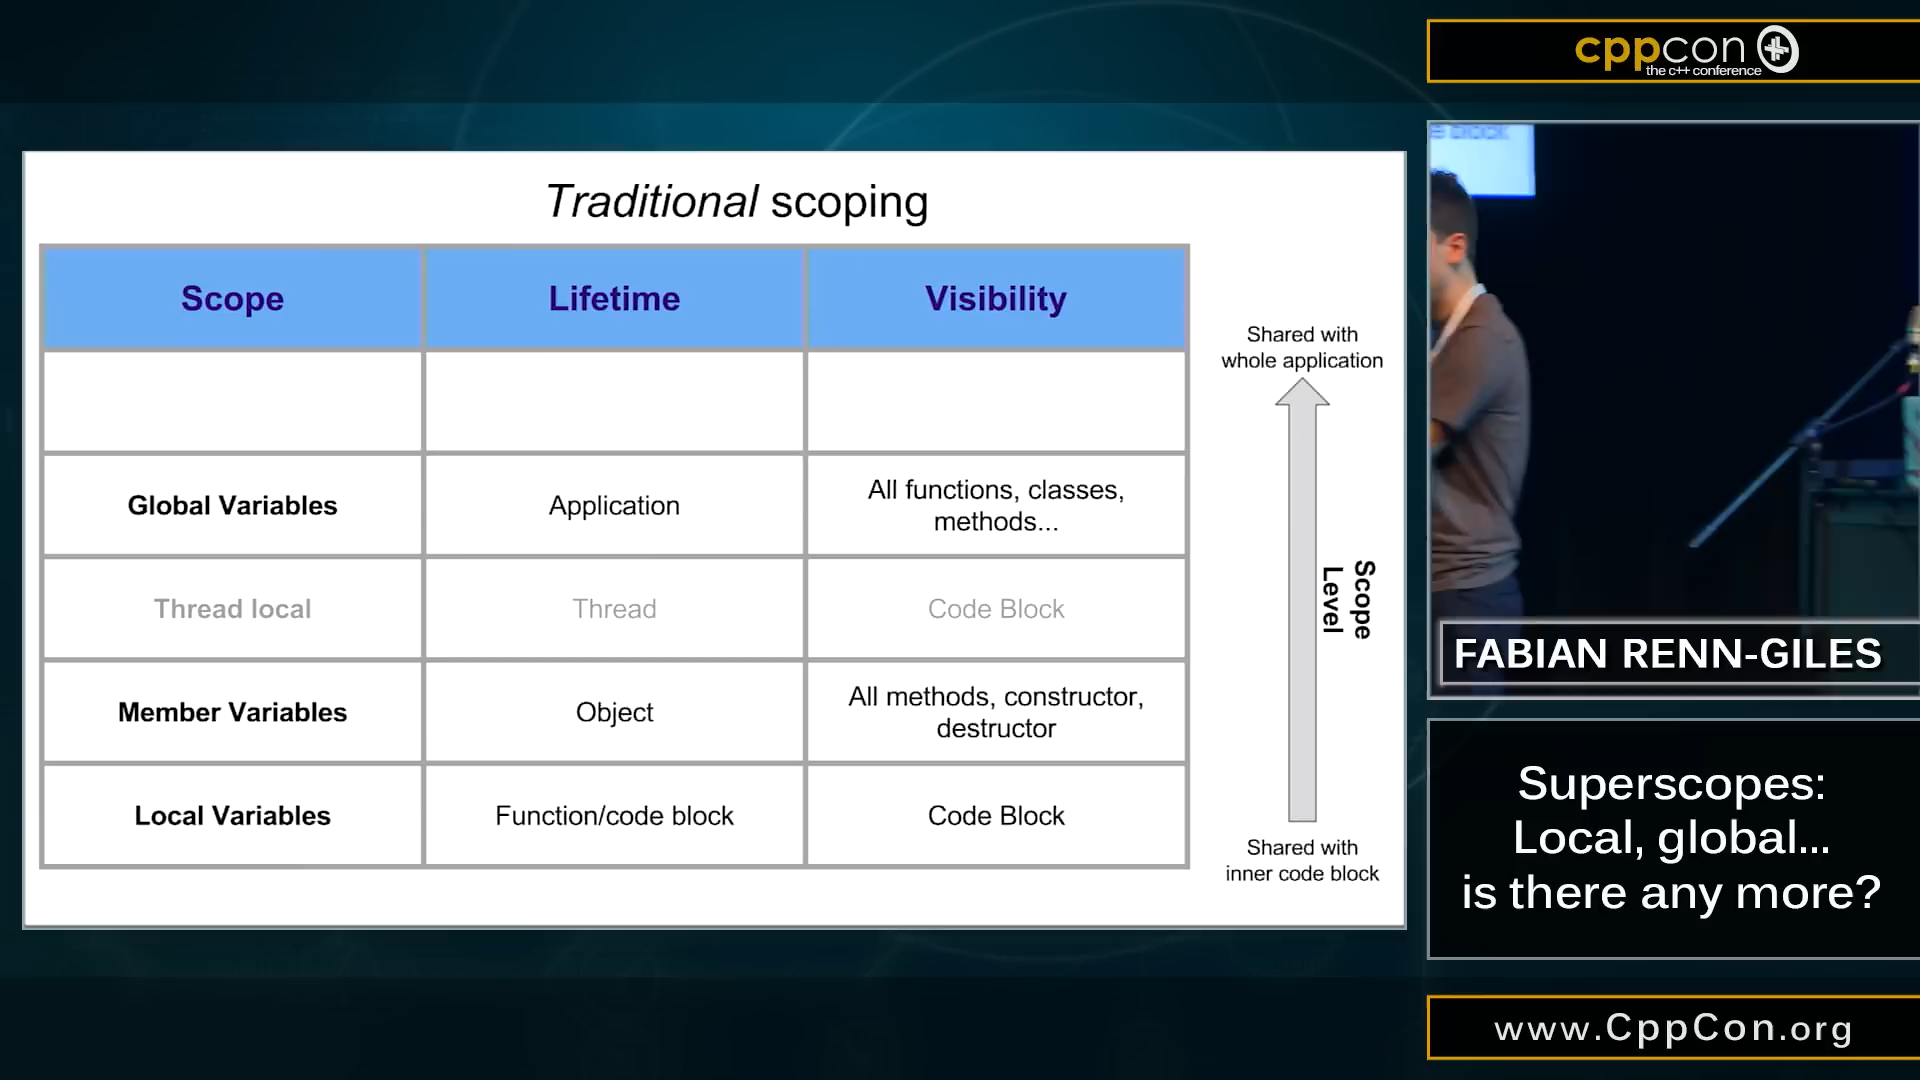 cppcon
the c++ conference
e block
Traditional scoping
Scope Lifetime Visibility
Global Variables Application All functions, classes,
methods...
Thread local Thread Code Block
Member Variables Object All methods, constructor,
destructor
Local Variables Function/code block Code Block
Shared with
whole application
Scope
Level
Shared with
inner code block
FABIAN RENN-GILES
Superscopes:
Local, global...
is there any more?
www.CppCon.org